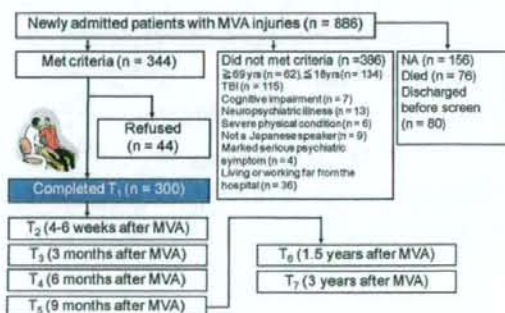 Newly admitted patients with MVA injuries (n = 886)
Met criteria (n = 344)
Refused
(n = 44)
Completed T1 (n = 300)
T2 (4-6 weeks after MVA)
T3 (3 months after MVA)
T4 (6 months after MVA)
T5 (9 months after MVA)
Did not met criteria (n =386)
≧69 yrs (n = 62), ≦18yrs (n = 134)
TBI (n = 115)
Cognitive impairment (n = 7)
Neuropsychiatric illness (n = 13)
Severe physical condition (n = 6)
Not a Japanese speaker (n = 9)
Marked serious psychiatric
symptom (n = 4)
Living or working far from the
hospital (n = 36)
NA (n = 156)
Died (n = 76)
Discharged
before screen
(n = 80)
T6 (1.5 years after MVA)
T7 (3 years after MVA)